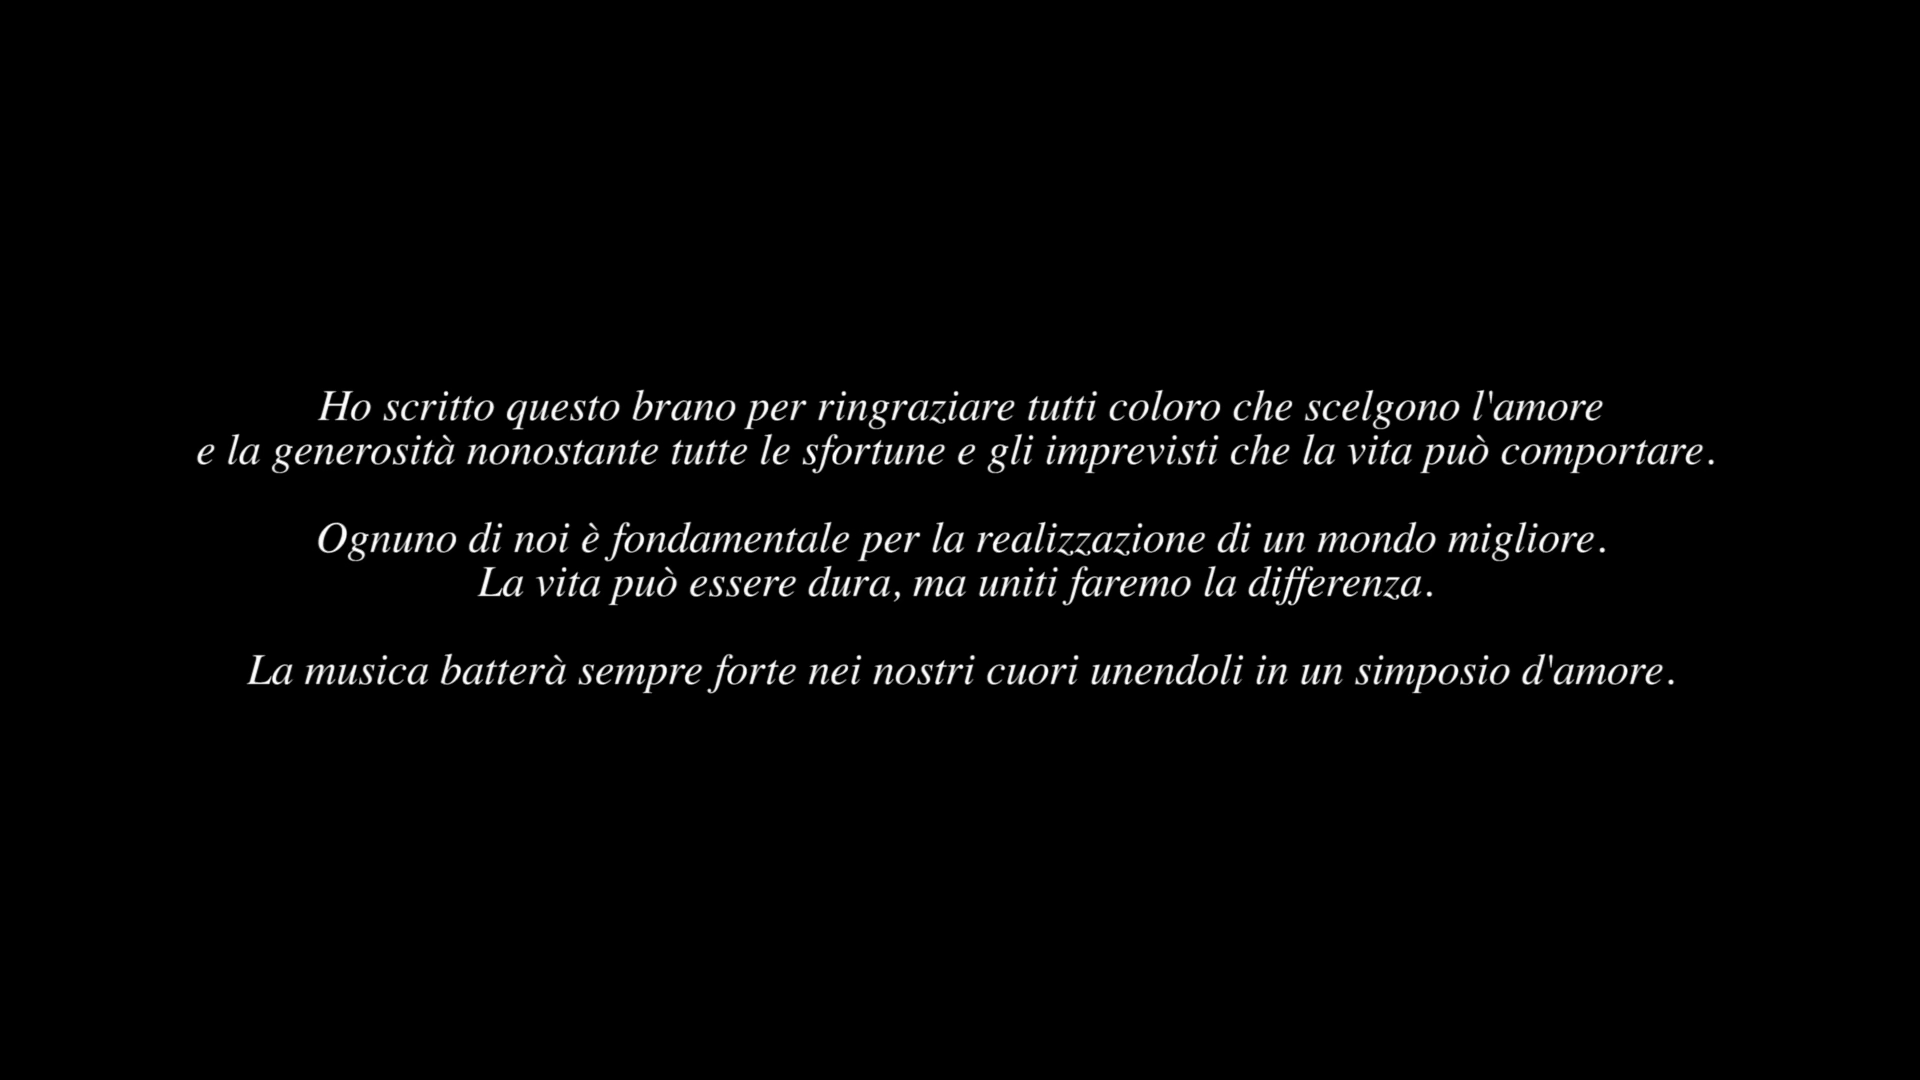 Ho scritto questo brano per ringraziare tutti coloro che scelgono l'amore
e la generosità nonostante tutte le sfortune e gli imprevisti che la vita può comportare.
Ognuno di noi è fondamentale per la realizzazione di un mondo migliore.
La vita può essere dura, ma uniti faremo la differenza.
La musica batterà sempre forte nei nostri cuori unendoli in un simposio d'amore.